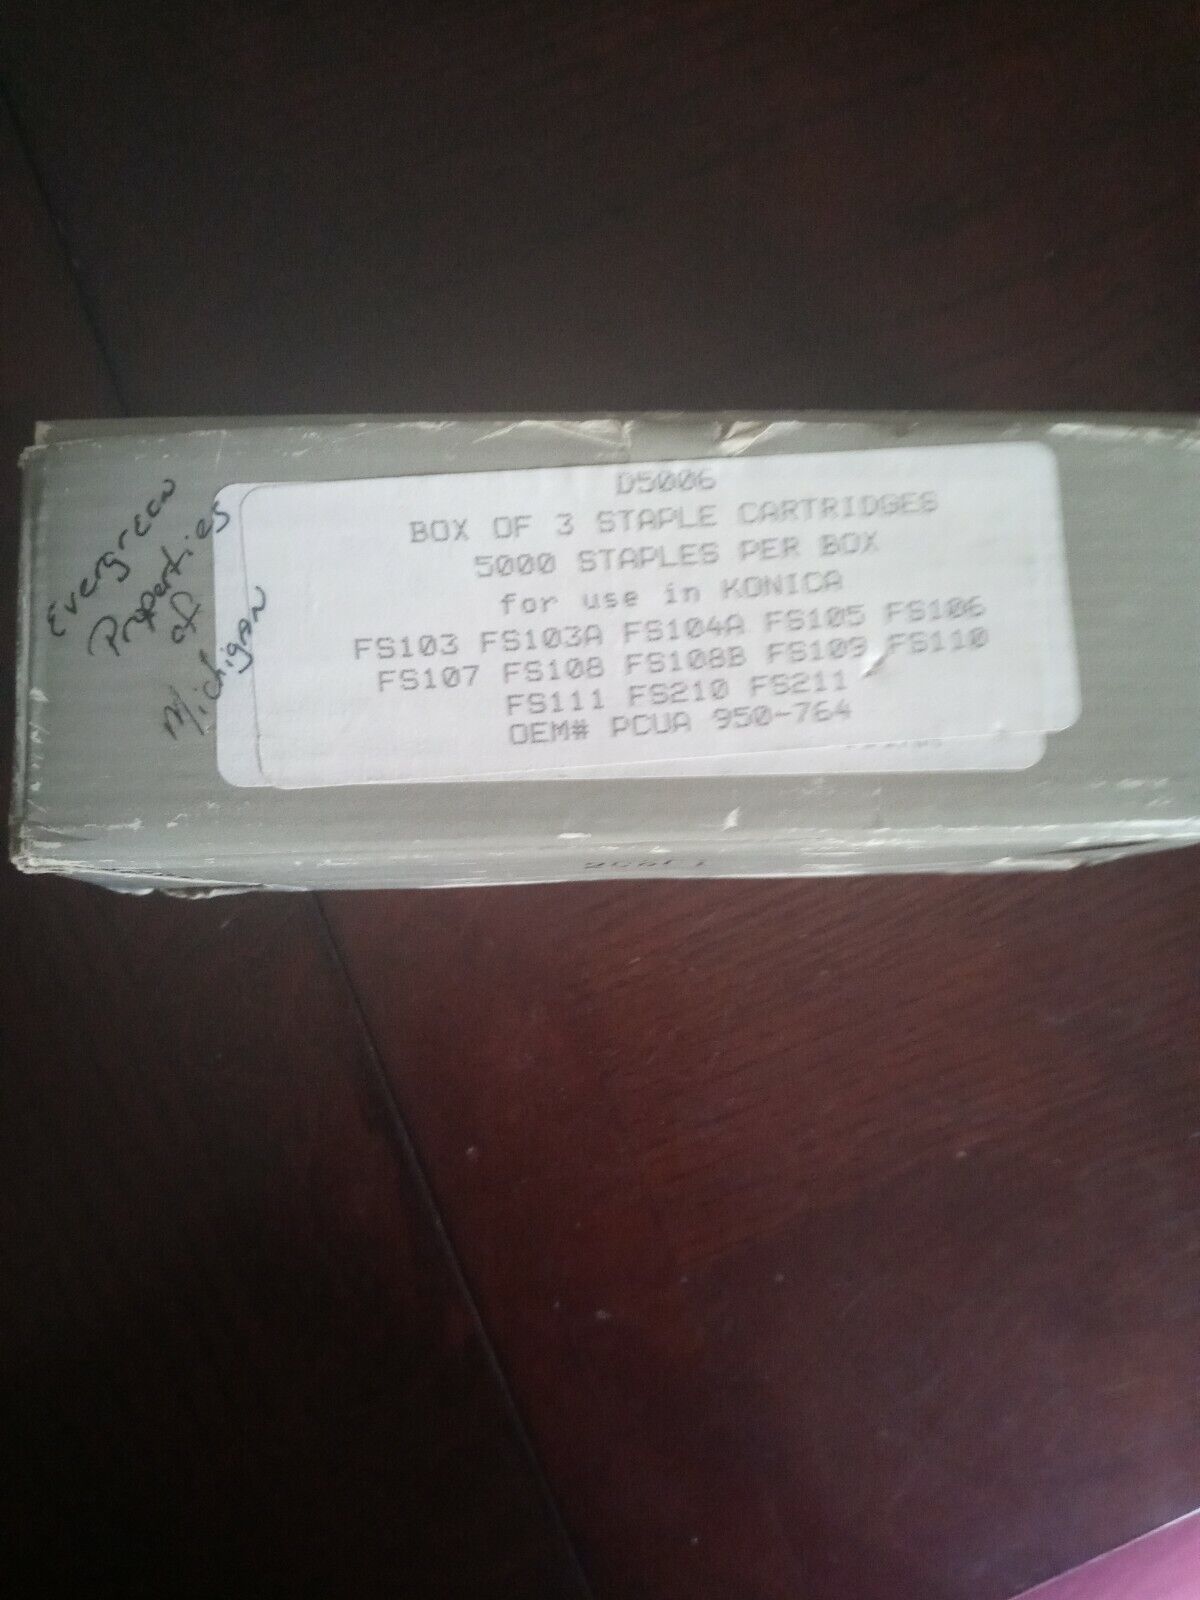 Evergreen
Properties
of
Michigan
D5006
BOX OF 3 STAPLE CARTRIDGES
5000 STAPLES PER BOX
for use in KONICA
FS103 FS103A FS104A FS105 FS106
FS107 FS108 FS108B FS109 FS110
FS111 FS210 FS211
OEM# PCUA 950-764